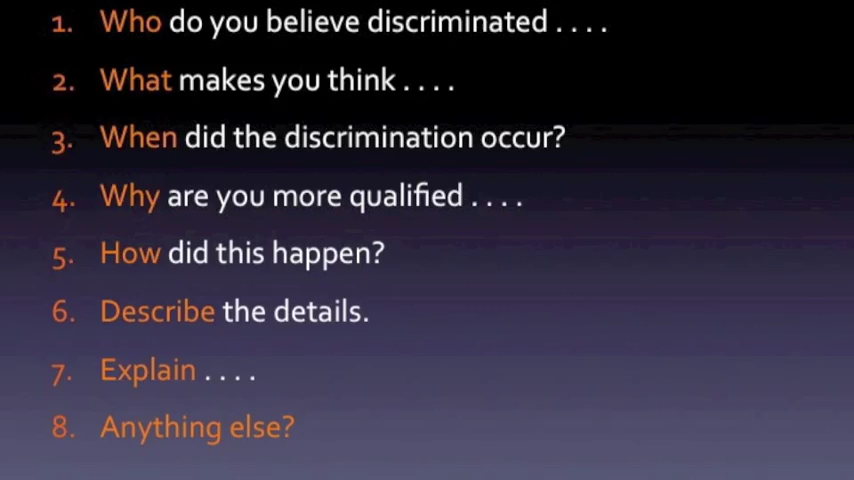 1. Who do you believe discriminated . . . .
2. What makes you think . . . .
3. When did the discrimination occur?
4. Why are you more qualified . . . .
5. How did this happen?
6. Describe the details.
7. Explain . . . .
8. Anything else?